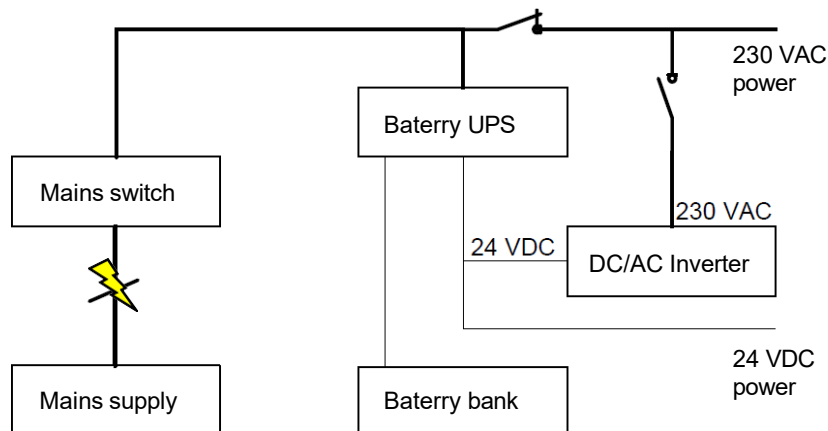 230 VAC
power
Baterry UPS
Mains switch
230 VAC
24 VDC
DC/AC Inverter
24 VDC
power
Mains supply
Baterry bank